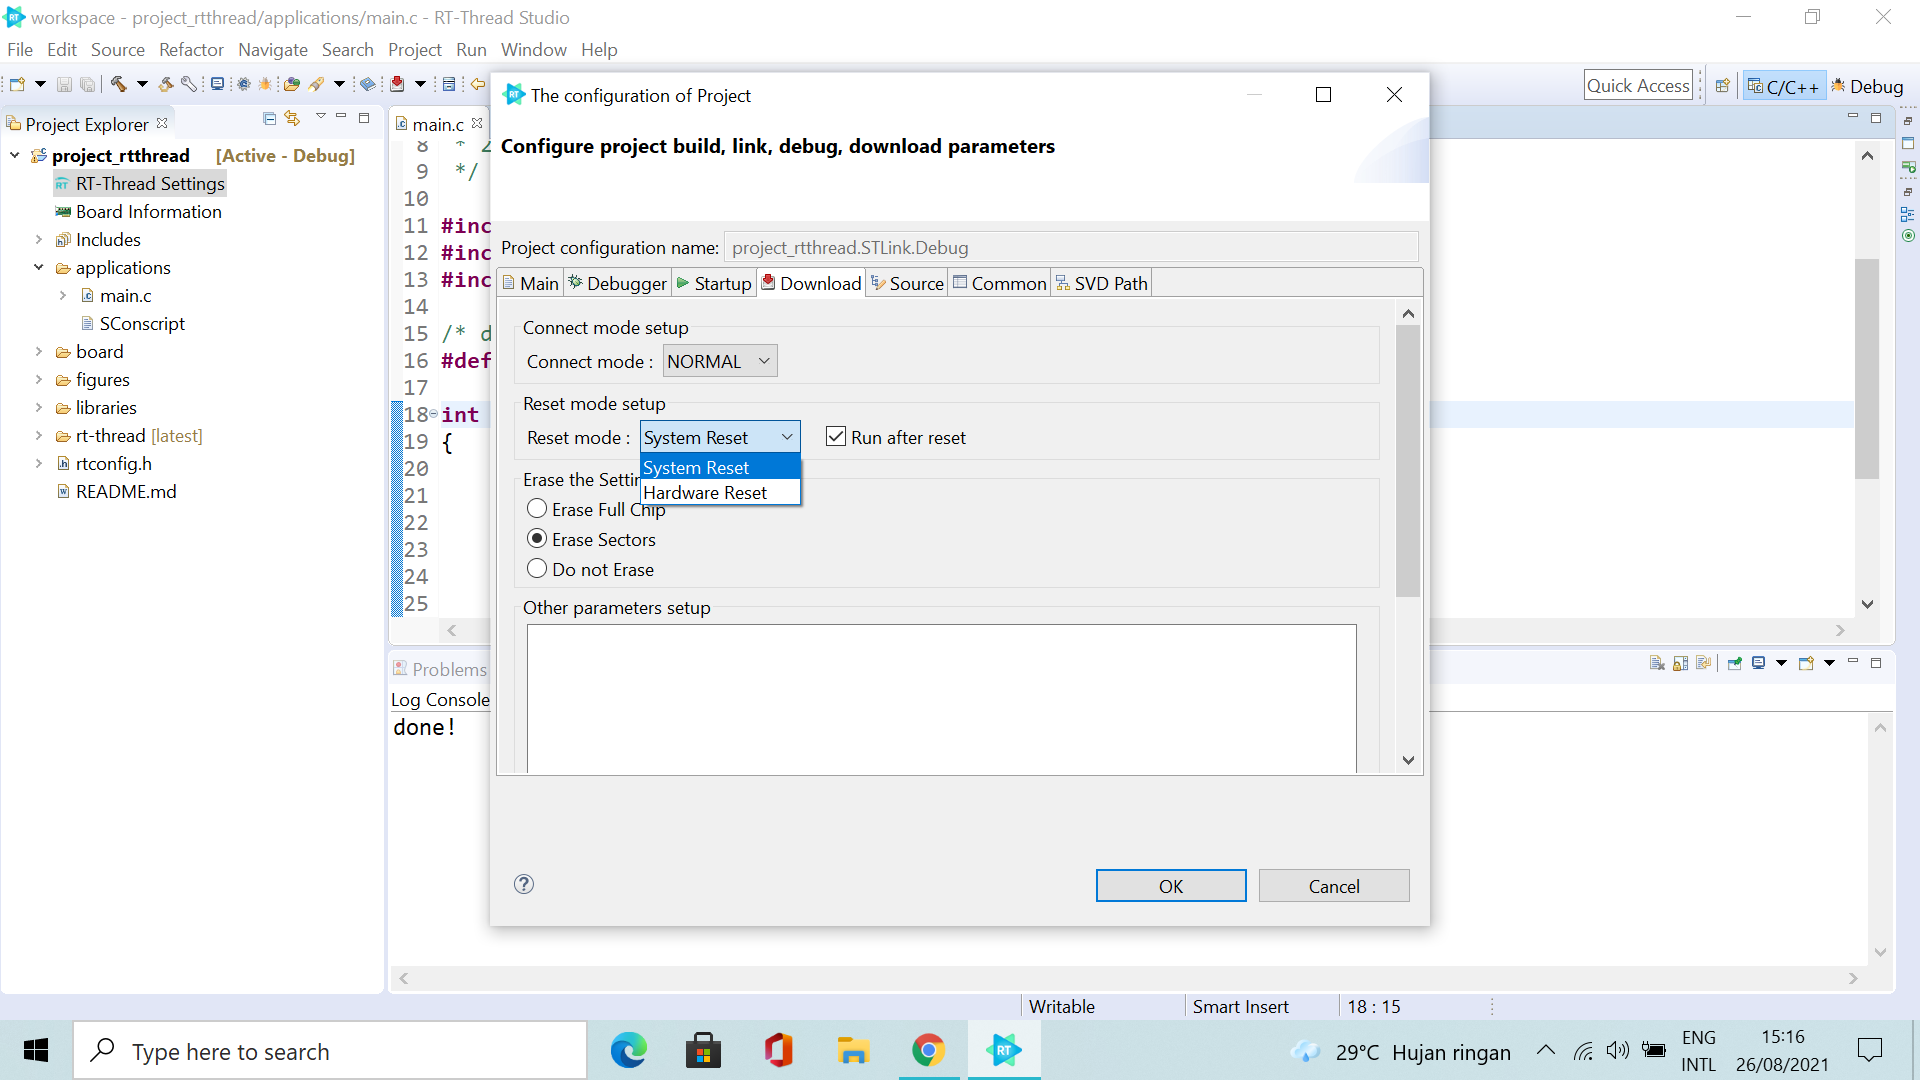 workspace - project_rtthread/applications/main.c - RT-Thread Studio
File Edit Source Refactor Navigate Search Project Run Window Help
Quick Access
C/C++
Debug
Project Explorer
project_rtthread [Active - Debug]
RT-Thread Settings
Board Information
Includes
applications
main.c
SConscript
board
figures
libraries
rt-thread [latest]
rtconfig.h
README.md
main.c
8 * 2
9 */
10
11 #inc
12 #inc
13 #inc
14
15 /* d
16 #def
17
18 int
19 {
20
21
22
23
24
25
The configuration of Project
Configure project build, link, debug, download parameters
Project configuration name: project_rtthread.STLink.Debug
Main Debugger Startup Download Source Common SVD Path
Connect mode setup
Connect mode : NORMAL
Reset mode setup
Reset mode : System Reset Run after reset
System Reset
Hardware Reset
Erase the Settin
Erase Full Chip
Erase Sectors
Do not Erase
Other parameters setup
OK Cancel
Problems
Log Console
done!
Writable Smart Insert 18 : 15
Type here to search
RT
29°C Hujan ringan
ENG
INTL
15:16
26/08/2021